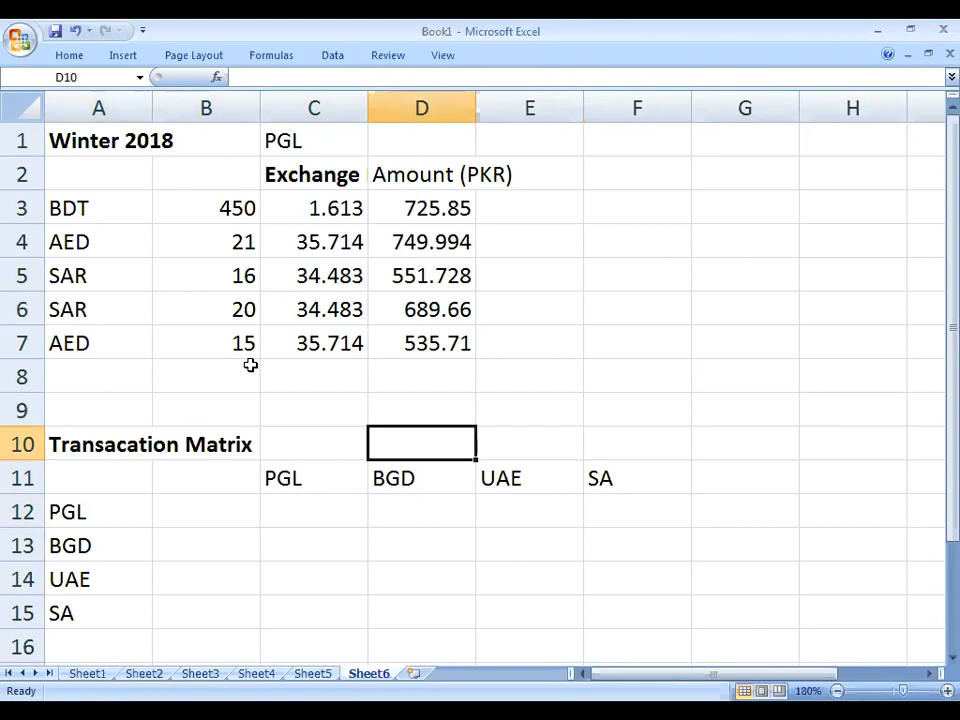 Book1 - Microsoft Excel
Home Insert Page Layout Formulas Data Review View
D10 fx
A B C D E F G H
1 Winter 2018 PGL
2 Exchange Amount (PKR)
3 BDT 450 1.613 725.85
4 AED 21 35.714 749.994
5 SAR 16 34.483 551.728
6 SAR 20 34.483 689.66
7 AED 15 35.714 535.71
8
9
10 Transacation Matrix
11 PGL BGD UAE SA
12 PGL
13 BGD
14 UAE
15 SA
16
Sheet1 Sheet2 Sheet3 Sheet4 Sheet5 Sheet6
Ready 180%